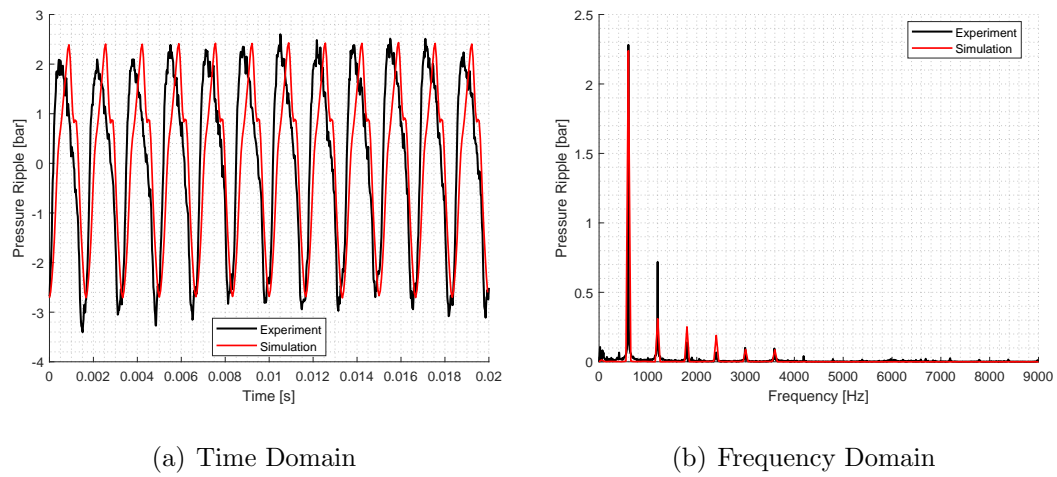 3
2
1
0
-1
-2
-3
-4
Pressure Ripple [bar]
Experiment
Simulation
0 0.002 0.004 0.006 0.008 0.01 0.012 0.014 0.016 0.018 0.02
Time [s]
(a) Time Domain
2.5
2
1.5
1
0.5
0
Pressure Ripple [bar]
Experiment
Simulation
0 1000 2000 3000 4000 5000 6000 7000 8000 9000
Frequency [Hz]
(b) Frequency Domain